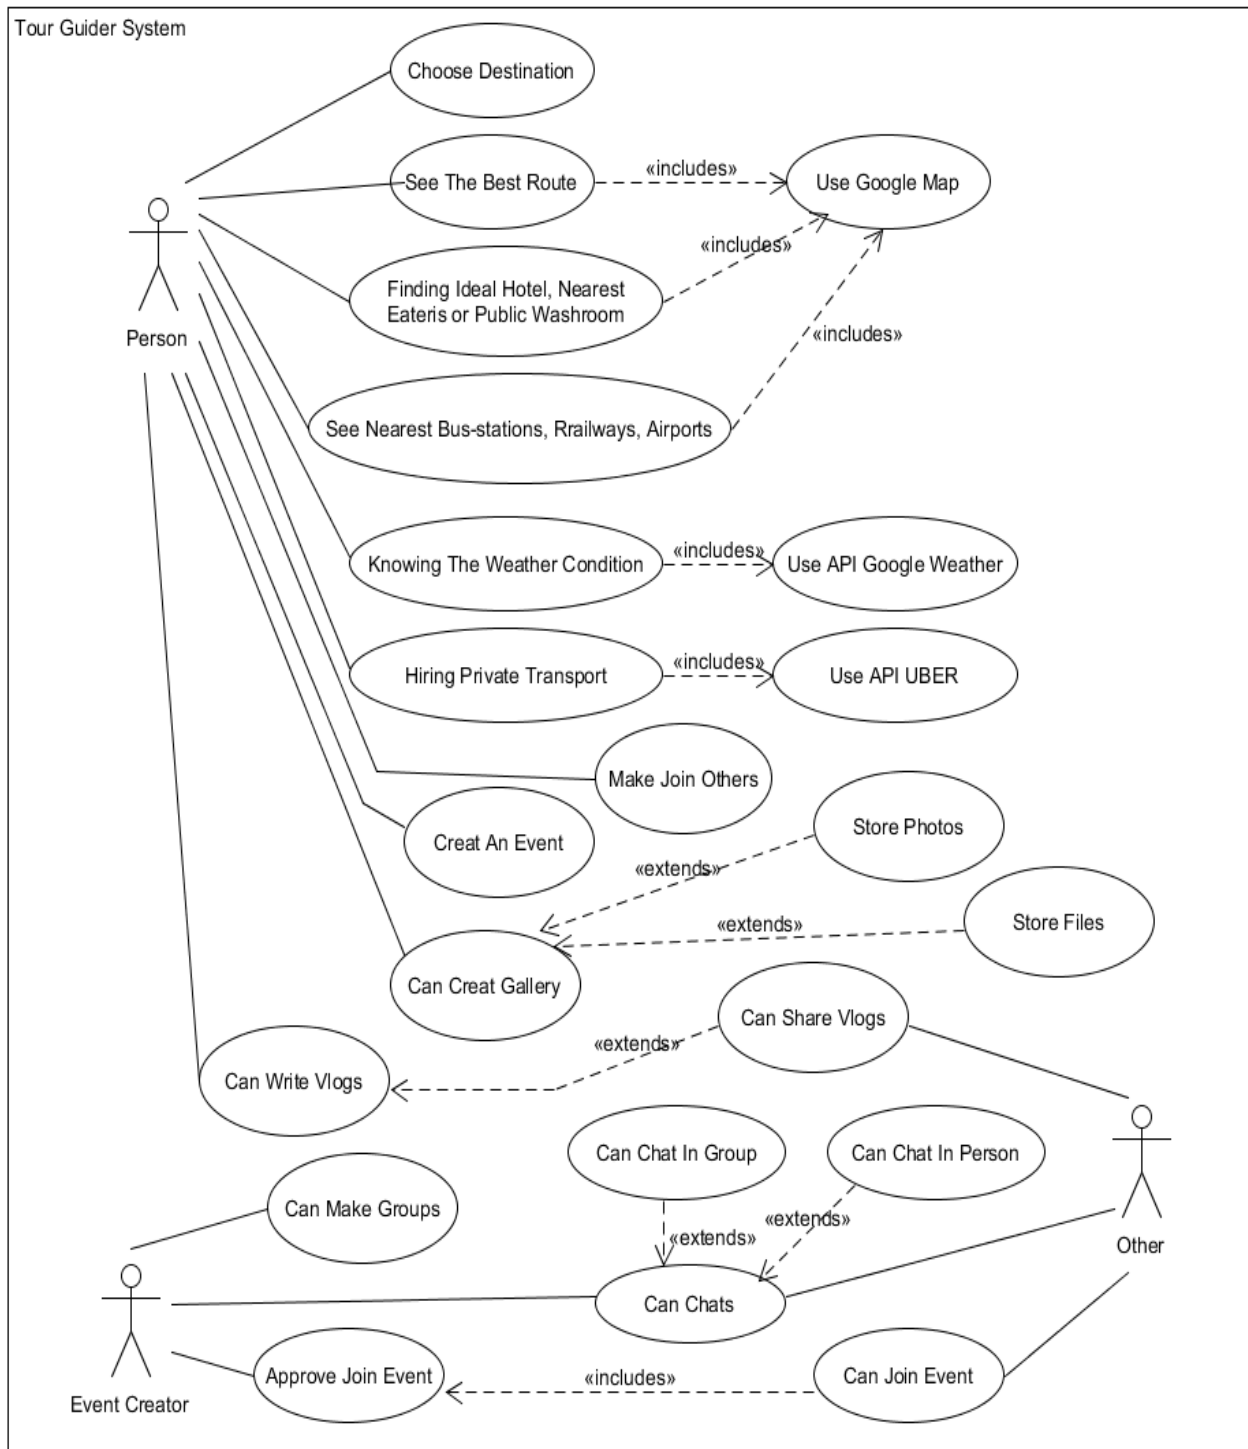 Tour Guider System
Choose Destination
See The Best Route
«includes»
Use Google Map
Person
Finding Ideal Hotel, Nearest
Eateris or Public Washroom
«includes»
«includes»
See Nearest Bus-stations, Rrailways, Airports
Knowing The Weather Condition
«includes»
Use API Google Weather
Hiring Private Transport
«includes»
Use API UBER
Make Join Others
Creat An Event
Store Photos
«extends»
Store Files
«extends»
Can Creat Gallery
Can Share Vlogs
«extends»
Can Write Vlogs
Can Chat In Group
Can Chat In Person
Can Make Groups
«extends»
«extends»
Other
Can Chats
Event Creator
Approve Join Event
«includes»
Can Join Event